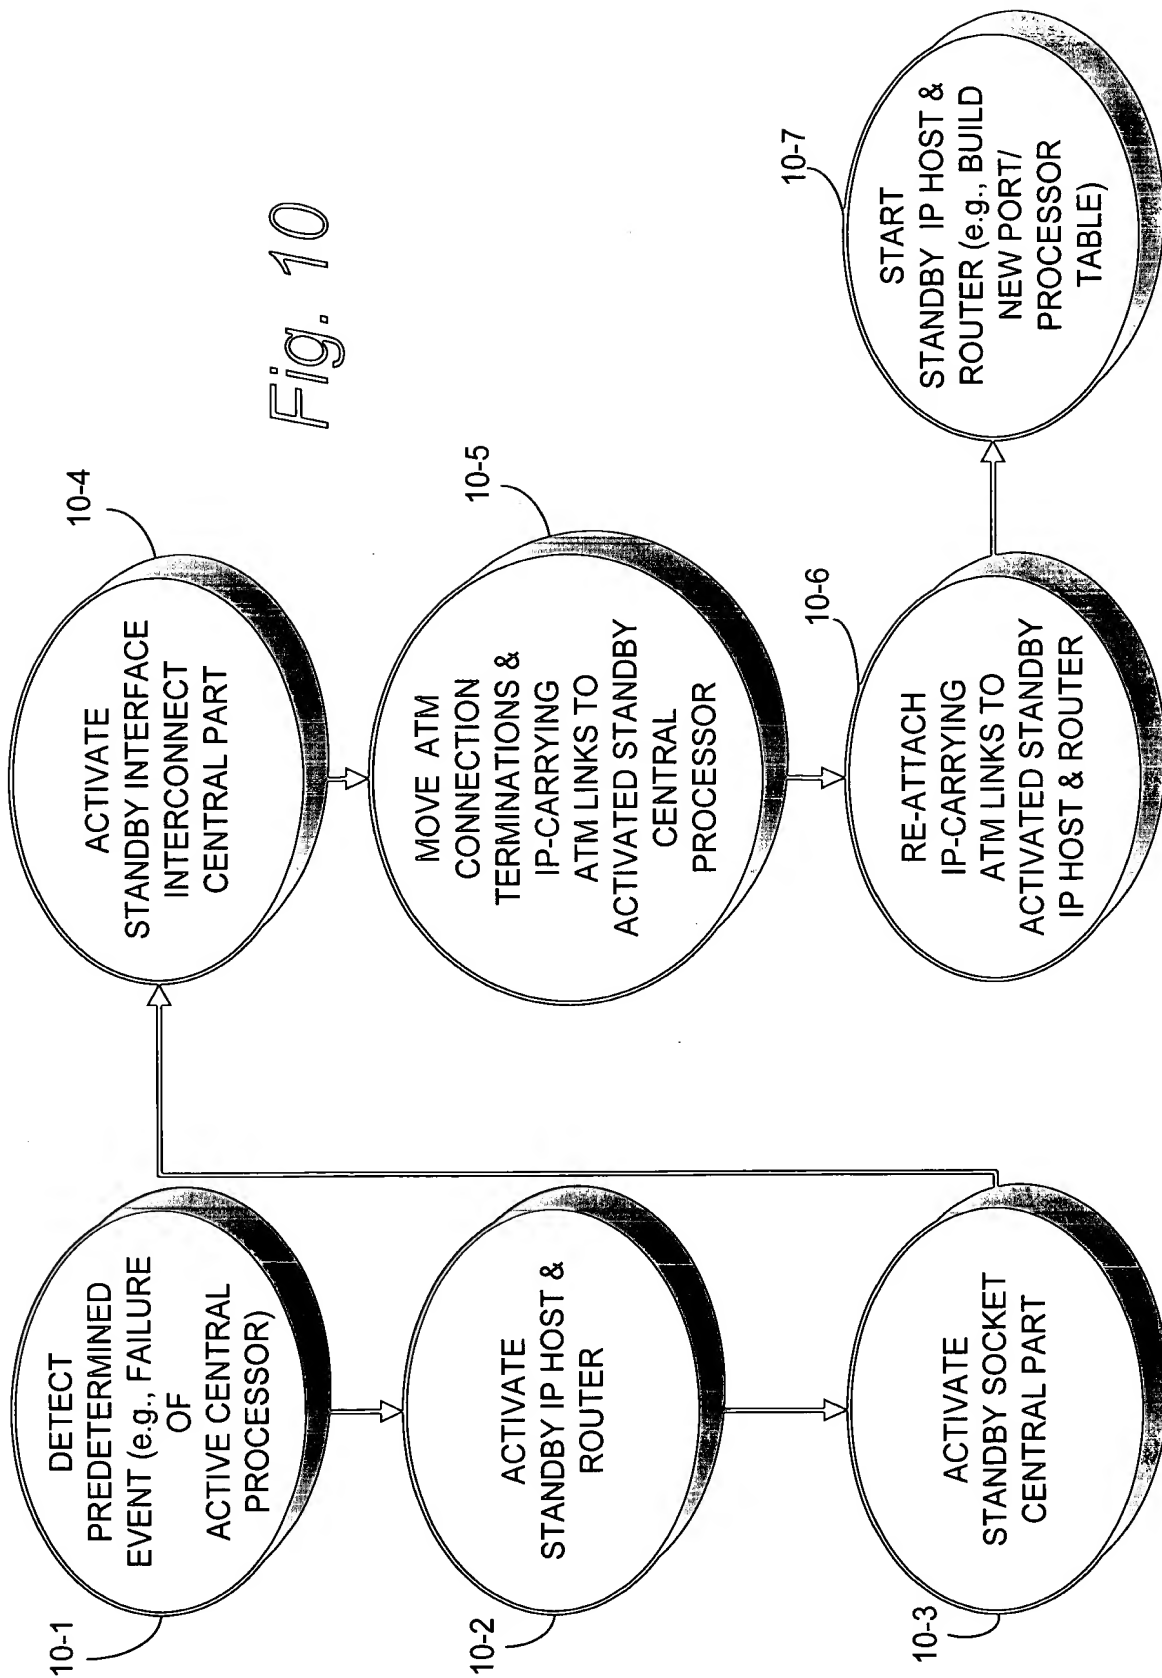 10-1
DETECT
PREDETERMINED
EVENT (e.g., FAILURE
OF
ACTIVE CENTRAL
PROCESSOR)
10-2
ACTIVATE
STANDBY IP HOST &
ROUTER
10-3
ACTIVATE
STANDBY SOCKET
CENTRAL PART
10-4
ACTIVATE
STANDBY INTERFACE
INTERCONNECT
CENTRAL PART
10-5
MOVE ATM
CONNECTION
TERMINATIONS &
IP-CARRYING
ATM LINKS TO
ACTIVATED STANDBY
CENTRAL
PROCESSOR
10-6
RE-ATTACH
IP-CARRYING
ATM LINKS TO
ACTIVATED STANDBY
IP HOST & ROUTER
10-7
START
STANDBY IP HOST &
ROUTER (e.g., BUILD
NEW PORT/
PROCESSOR
TABLE)
Fig. 10